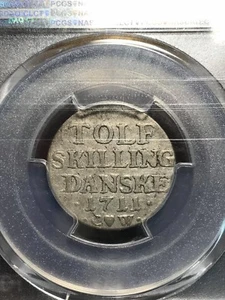 TOLF
SKILLING
DANSKE
·1711·
C♥W·